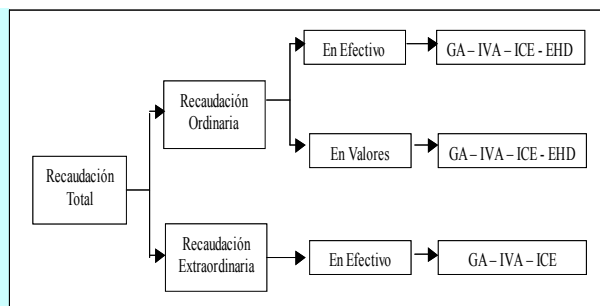 En Efectivo
GA – IVA – ICE - EHD
Recaudación
Ordinaria
En Valores
GA – IVA – ICE - EHD
Recaudación
Total
Recaudación
Extraordinaria
En Efectivo
GA – IVA – ICE